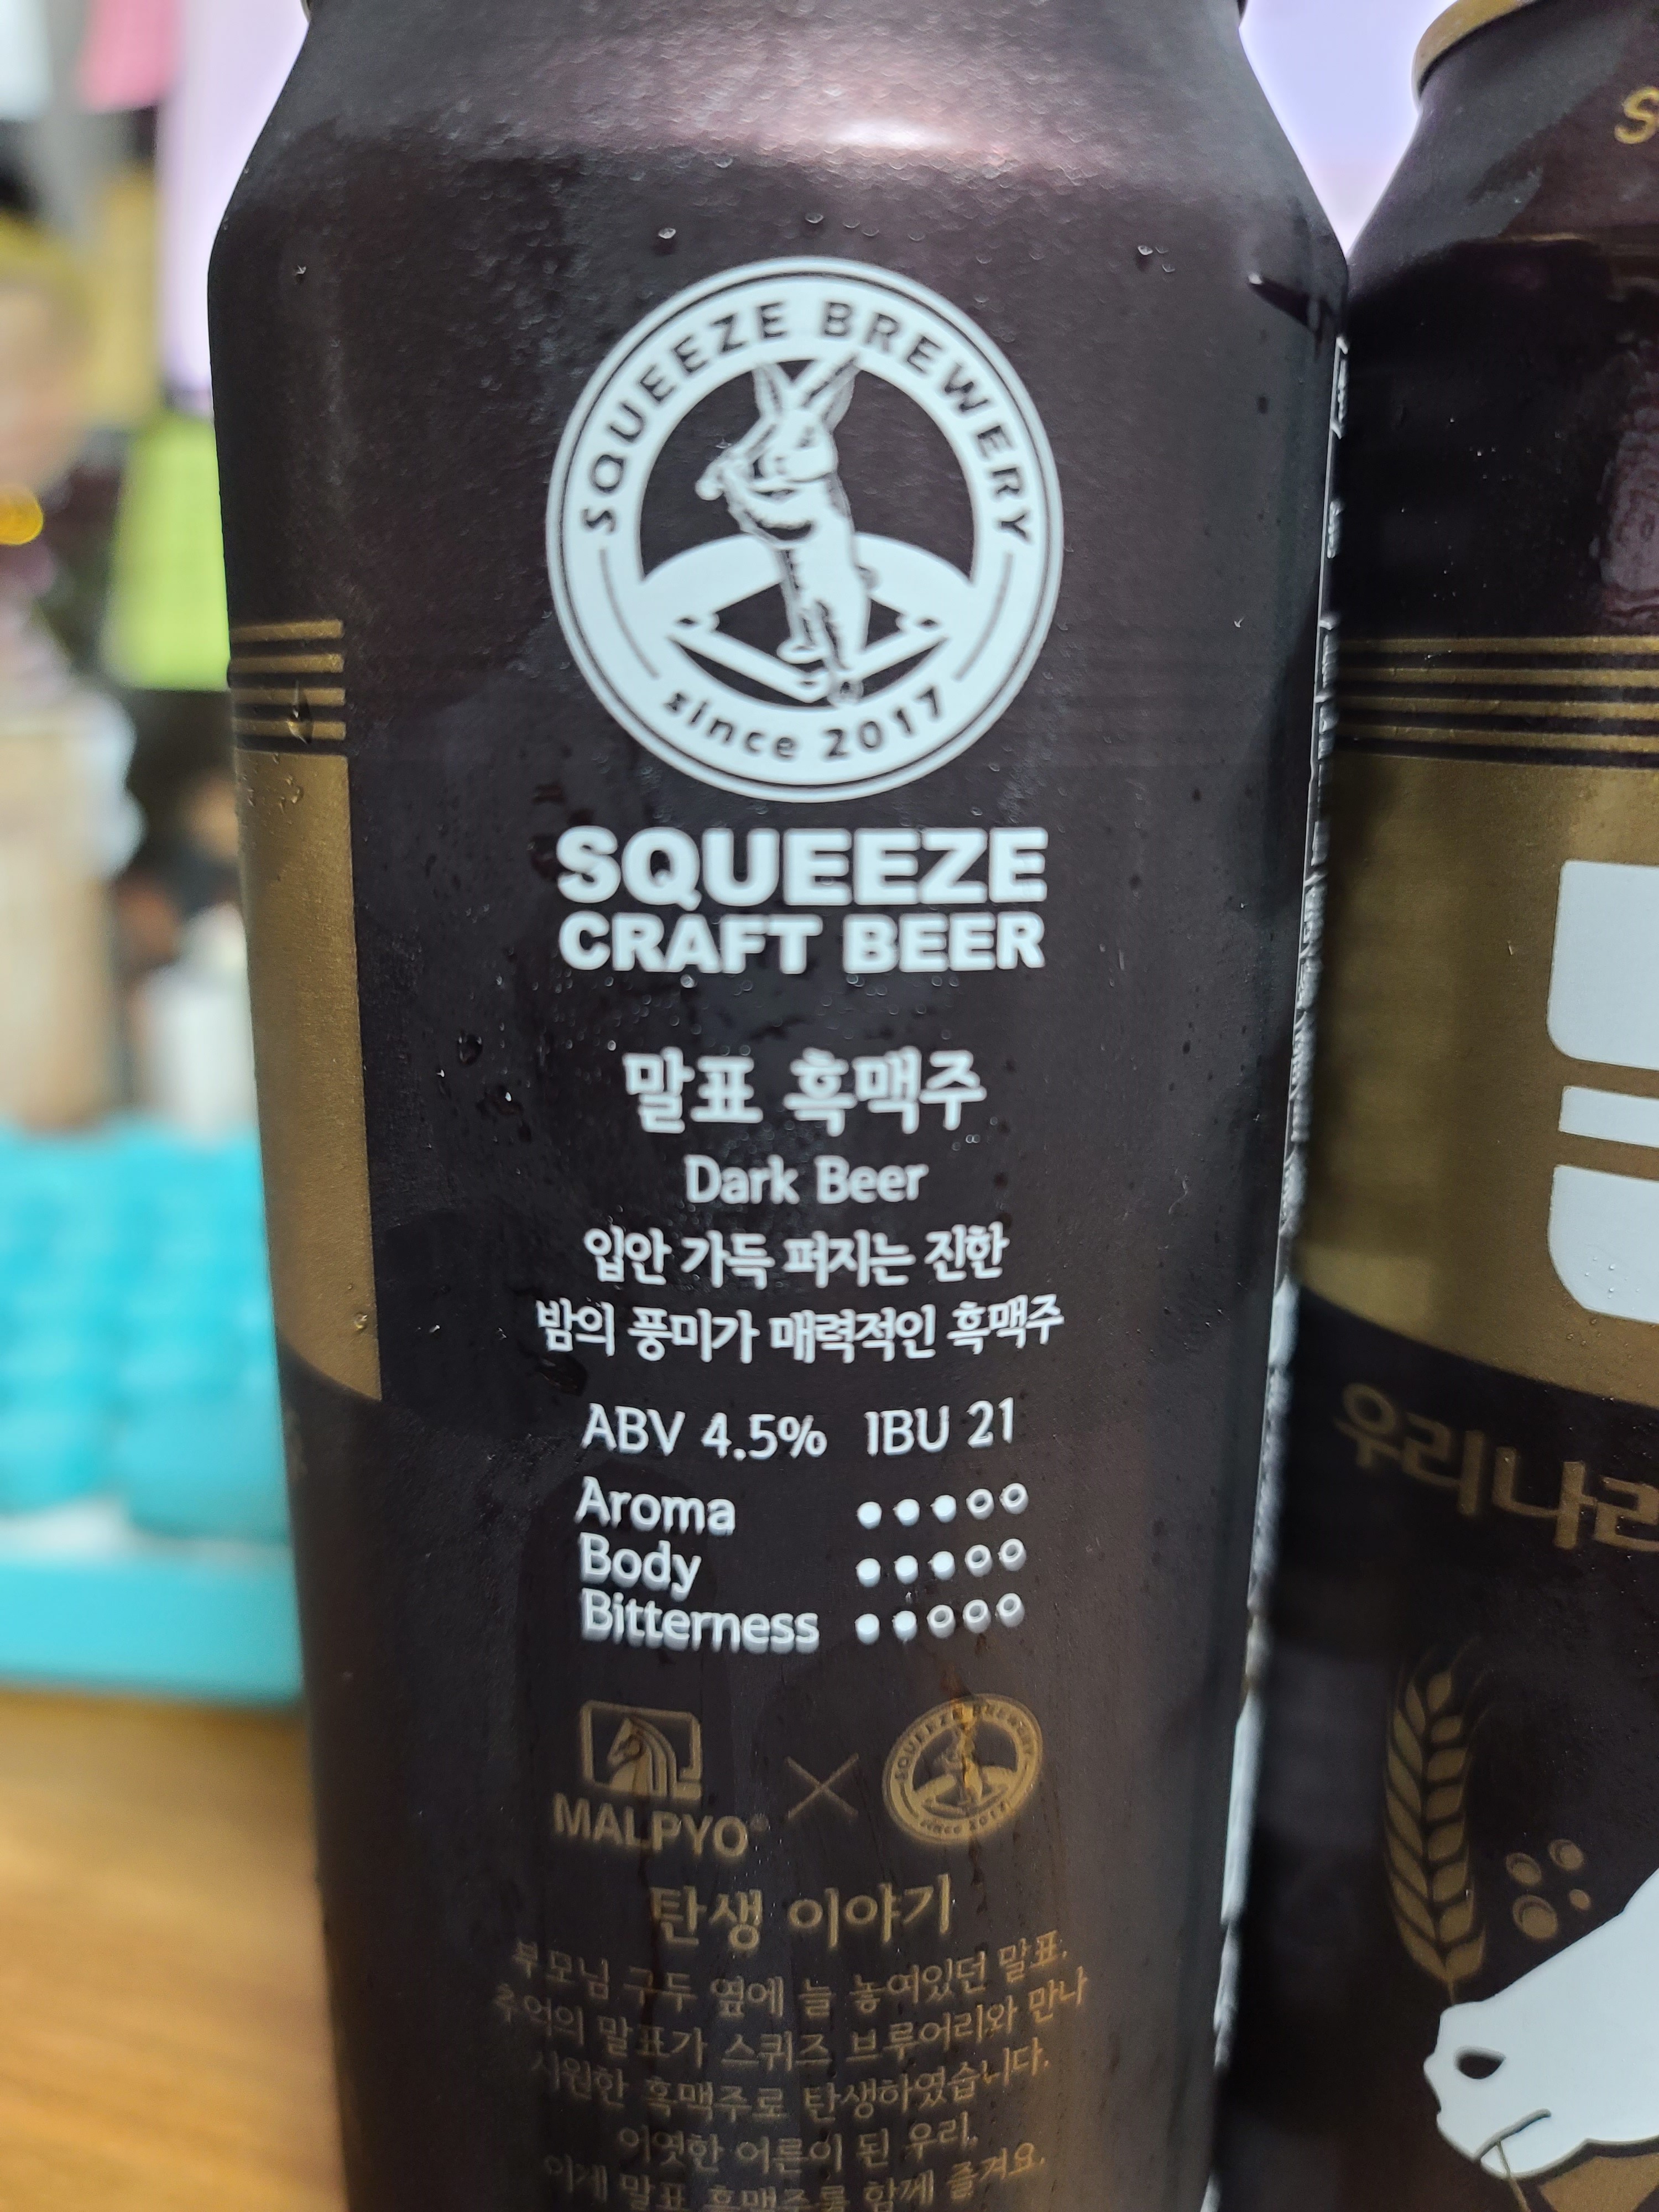 SQUEEZE BREWERY
since 2017
SQUEEZE
CRAFT BEER
말표 흑맥주
Dark Beer
입안 가득 퍼지는 진한
밤의 풍미가 매력적인 흑맥주
ABV 4.5% IBU 21
Aroma
Body
Bitterness
MALPYO
SQUEEZE BREWERY
since 2017
탄생 이야기
부모님 구두 옆에 늘 놓여있던 말표.
추억의 말표가 스퀴즈 브루어리와 만나
시원한 흑맥주로 탄생하였습니다.
어엿한 어른이 된 우리,
이제 말표 흑맥주를 함께 즐겨요.
우리나라